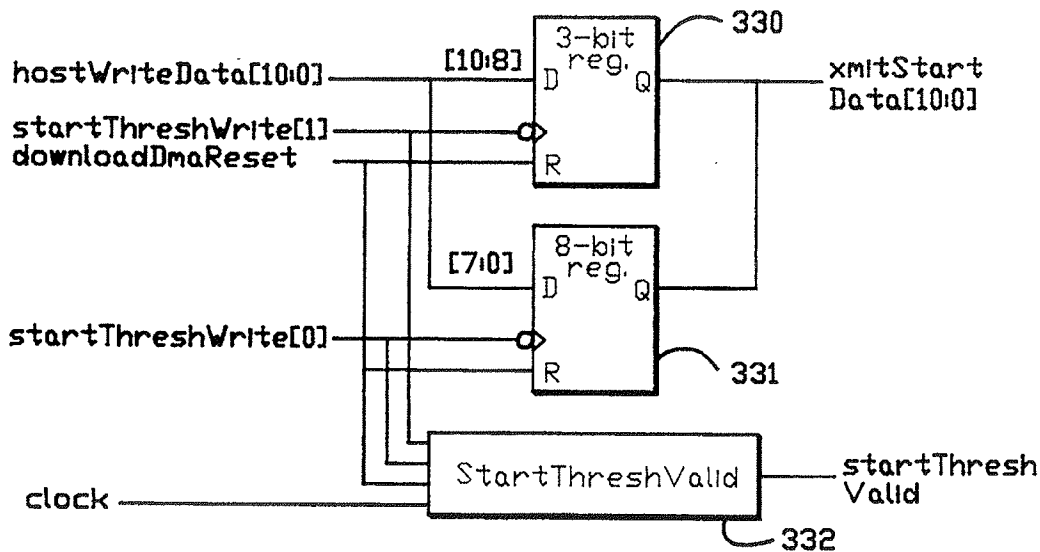 330
3-bit
reg.
hostWriteData[10:0]
[10:8]
D
Q
xmitStart
Data[10:0]
startThreshWrite[1]
downloadDmaReset
R
8-bit
reg.
[7:0]
D
Q
startThreshWrite[0]
R
331
StartThreshValid
startThresh
Valid
clock
332